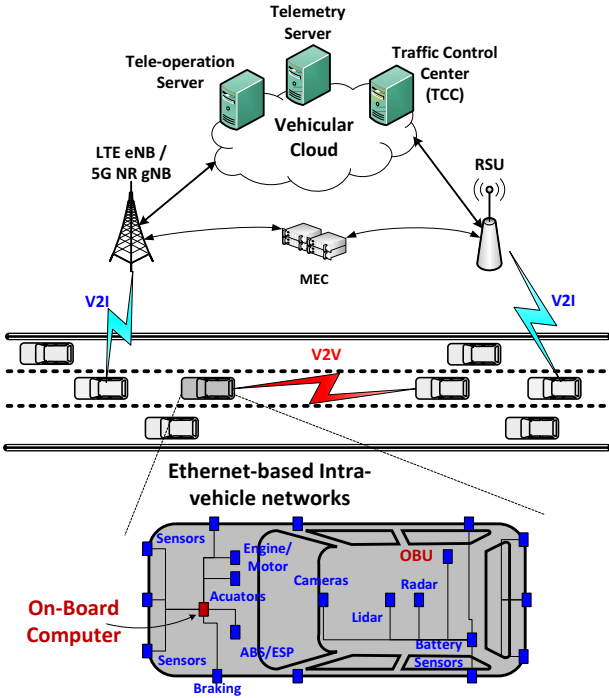 Telemetry
Server
Tele-operation
Server
Traffic Control
Center
(TCC)
Vehicular
Cloud
LTE eNB /
5G NR gNB
RSU
MEC
V2I
V2I
V2V
Ethernet-based Intra-
vehicle networks
Sensors
Engine/
Motor
OBU
Cameras
Radar
Acuators
On-Board
Computer
Lidar
ABS/ESP
Battery
Sensors
Sensors
Braking